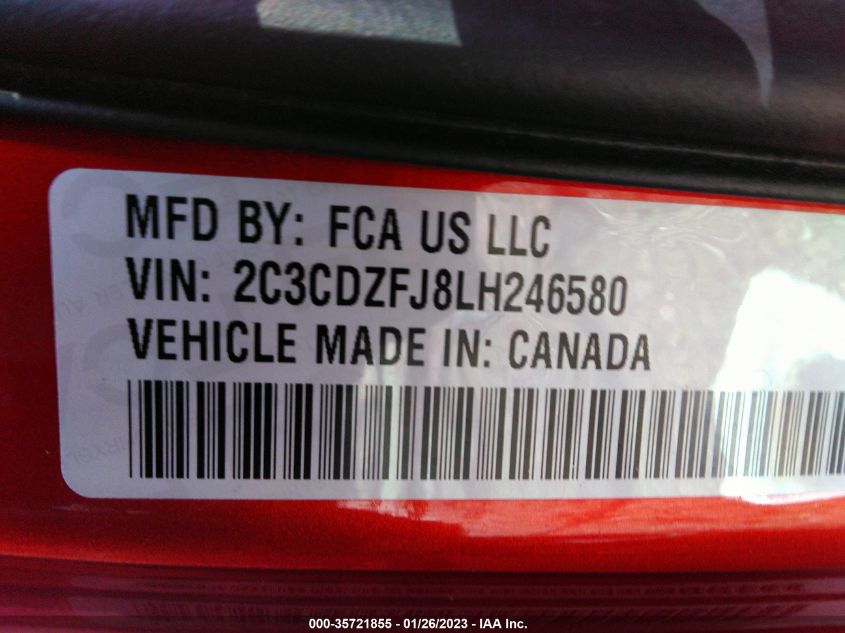 MFD BY: FCA US LLC
VIN: 2C3CDZFJ8LH246580
VEHICLE MADE IN: CANADA
000-35721855 - 01/26/2023 - IAA Inc.